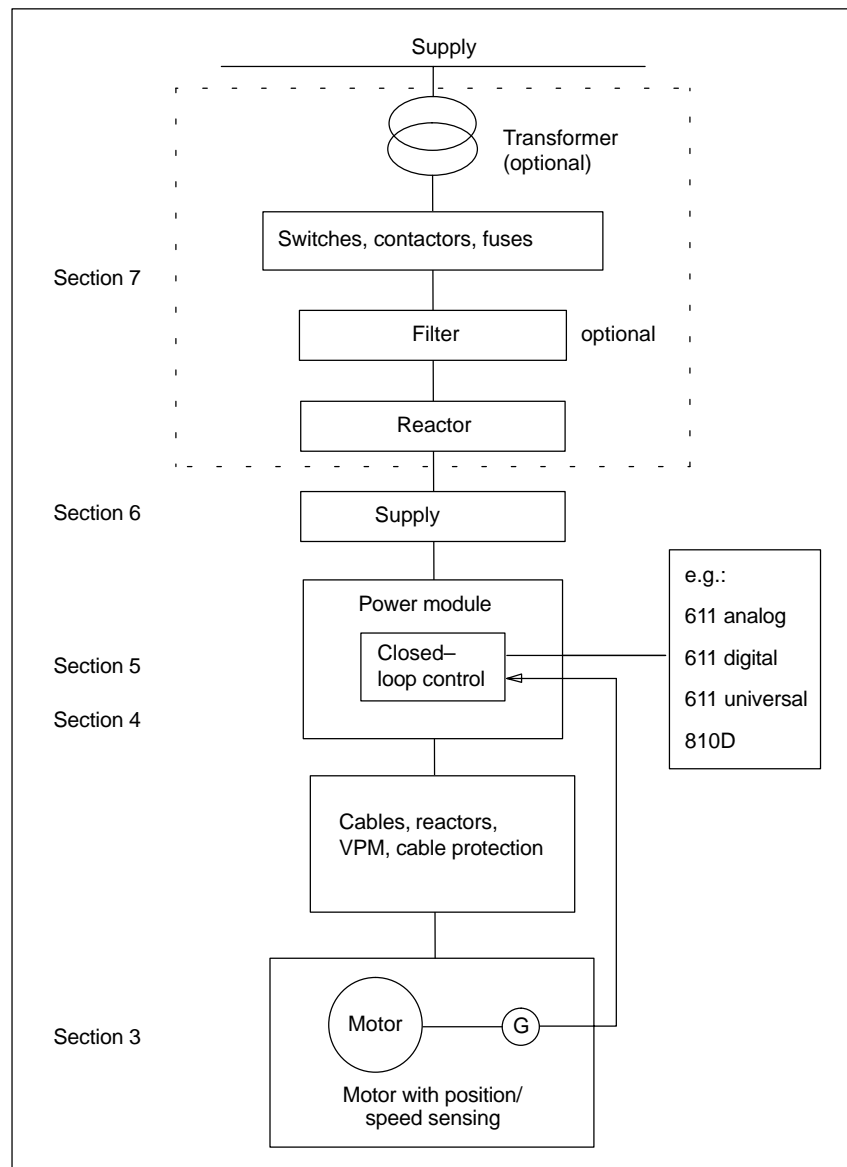 Supply
Transformer
(optional)
Switches, contactors, fuses
Section 7
Filter
optional
Reactor
Section 6
Supply
Power module
Closed–
loop control
e.g.:
611 analog
611 digital
611 universal
810D
Section 5
Section 4
Cables, reactors,
VPM, cable protection
Section 3
Motor
G
Motor with position/
speed sensing